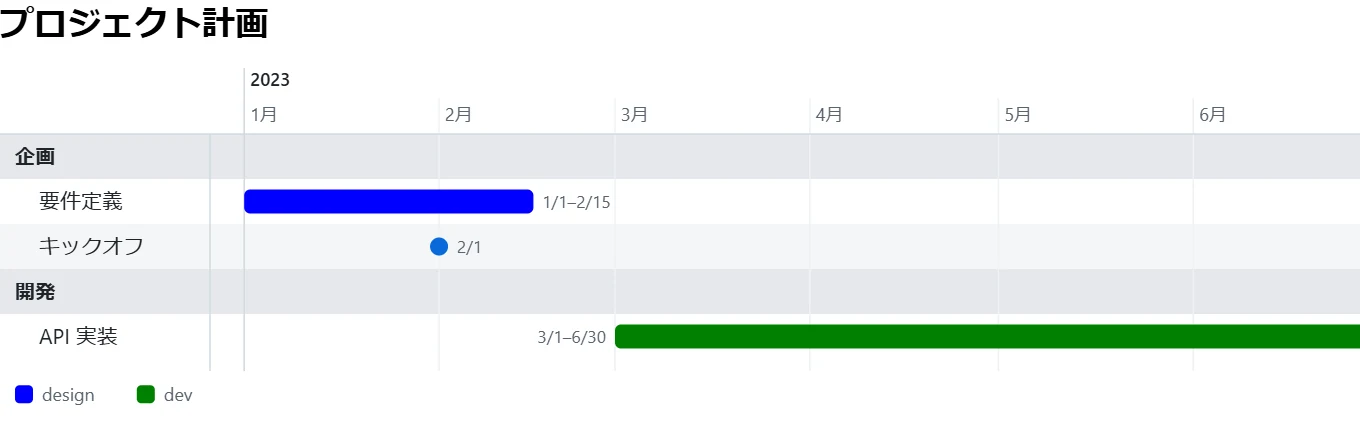 プロジェクト計画
2023
1月 2月 3月 4月 5月 6月
企画
要件定義 1/1–2/15
キックオフ 2/1
開発
API 実装 3/1–6/30
design dev